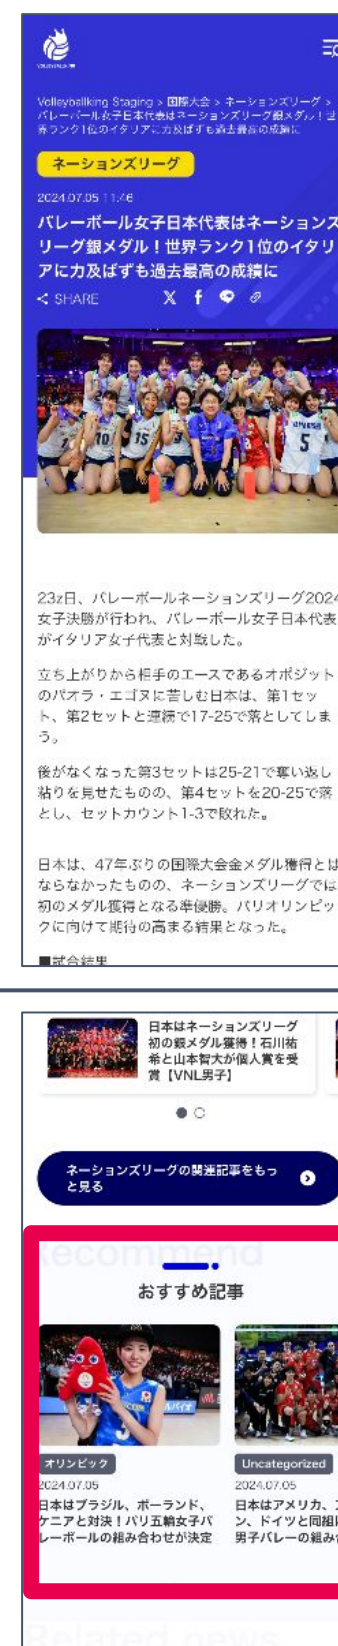 Volleyballking Staging > 国際大会 > ネーションズリーグ >
バレーボール女子日本代表はネーションズリーグ銀メダル！世
界ランク1位のイタリアに力及ばずも過去最高の成績に
ネーションズリーグ
2024.07.05 11:46
バレーボール女子日本代表はネーションズ
リーグ銀メダル！世界ランク1位のイタリ
アに力及ばずも過去最高の成績に
SHARE
23z日、バレーボールネーションズリーグ2024
女子決勝が行われ、バレーボール女子日本代表
がイタリア女子代表と対戦した。
立ち上がりから相手のエースであるオポジット
のパオラ・エゴヌに苦しむ日本は、第1セッ
ト、第2セットと連続で17-25で落としてしま
う。
後がなくなった第3セットは25-21で奪い返し
粘りを見せたものの、第4セットを20-25で落
とし、セットカウント1-3で敗れた。
日本は、47年ぶりの国際大会金メダル獲得とは
ならなかったものの、ネーションズリーグでは
初のメダル獲得となる準優勝。パリオリンピッ
クに向けて期待の高まる結果となった。
■試合結果
日本はネーションズリーグ
初の銀メダル獲得！石川祐
希と山本智大が個人賞を受
賞【VNL男子】
ネーションズリーグの関連記事をもっ
と見る
Recommend
おすすめ記事
オリンピック
2024.07.05
日本はブラジル、ポーランド、
ケニアと対決！パリ五輪女子バ
レーボールの組み合わせが決定
Uncategorized
2024.07.05
日本はアメリカ、
ン、ドイツと同組
男子バレーの組み
Related news